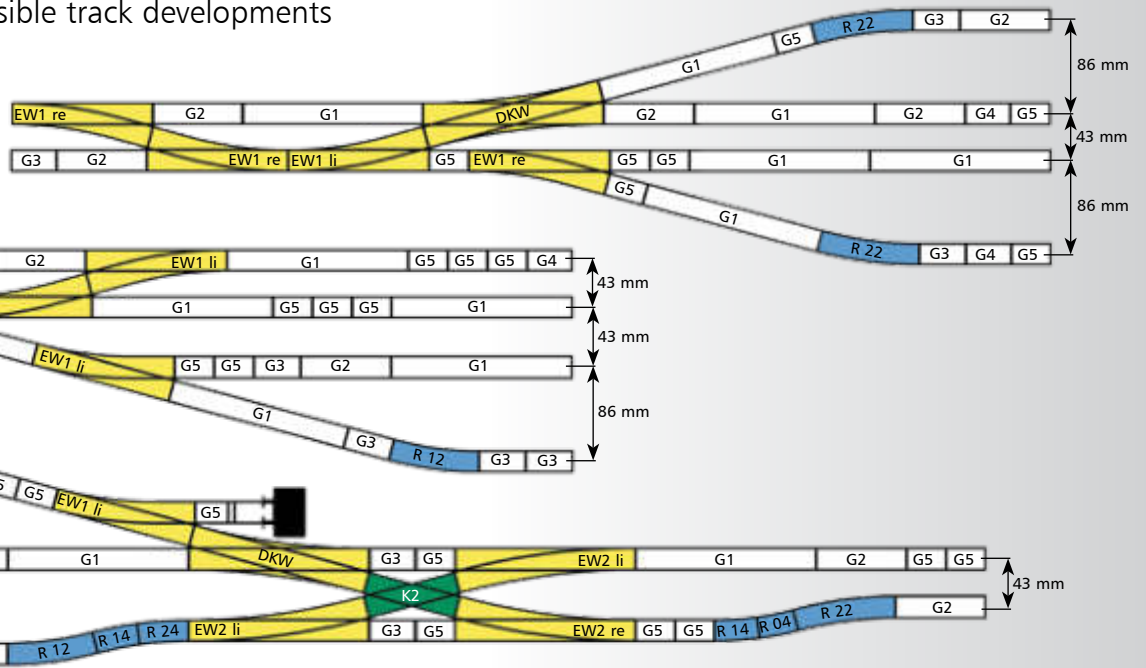 sible track developments
R 22 G3 G2
G5
G1
86 mm
EW1 re G2 G1 DKW G2 G1 G2 G4 G5
43 mm
G3 G2 EW1 re EW1 li G5 EW1 re G5 G5 G1 G1
G5
G1
86 mm
R 22 G3 G4 G5
G2 EW1 li G1 G5 G5 G5 G4
43 mm
G1 G5 G5 G5 G1
43 mm
EW1 li G5 G5 G3 G2 G1
G1
86 mm
G3
R 12 G3 G3
G5 EW1 li G5
G1 DKW G3 G5 EW2 li G1 G2 G5 G5
43 mm
K2
R 12 R 14 R 24 EW2 li G3 G5 EW2 re G5 G5 R 14 R 04 R 22 G2